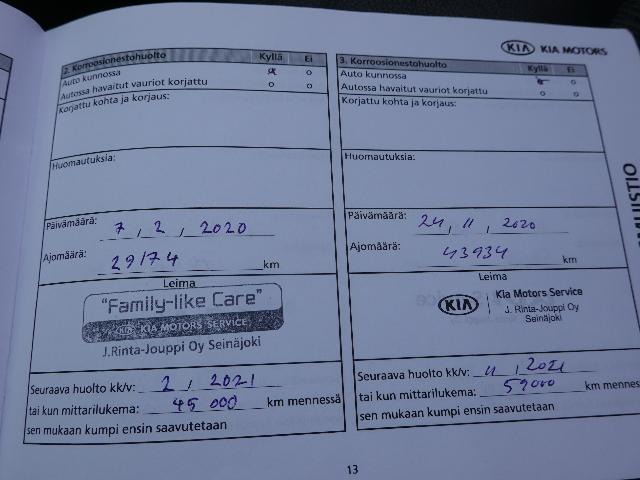 KIA KIA MOTORS
2. Korroosionestohuolto Kyllä Ei
Auto kunnossa
Autossa havaitut vauriot korjattu
Korjattu kohta ja korjaus:
Huomautuksia:
Päivämäärä: 7 , 2 , 2020
Ajomäärä: 29174 km
Leima
"Family-like Care"
KIA KIA MOTORS SERVICE
J.Rinta-Jouppi Oy Seinäjoki
Seuraava huolto kk/v: 2 , 2021
tai kun mittarilukema: 45 000 km mennessä
sen mukaan kumpi ensin saavutetaan
3. Korroosionestohuolto Kyllä Ei
Auto kunnossa
Autossa havaitut vauriot korjattu
Korjattu kohta ja korjaus:
Huomautuksia:
Päivämäärä: 24 , 11 , 2020
Ajomäärä: 43934 km
Leima
KIA Kia Motors Service
J. Rinta-Jouppi Oy
Seinäjoki
Seuraava huolto kk/v: 11 , 2021
tai kun mittarilukema: 59000 km mennessä
sen mukaan kumpi ensin saavutetaan
13